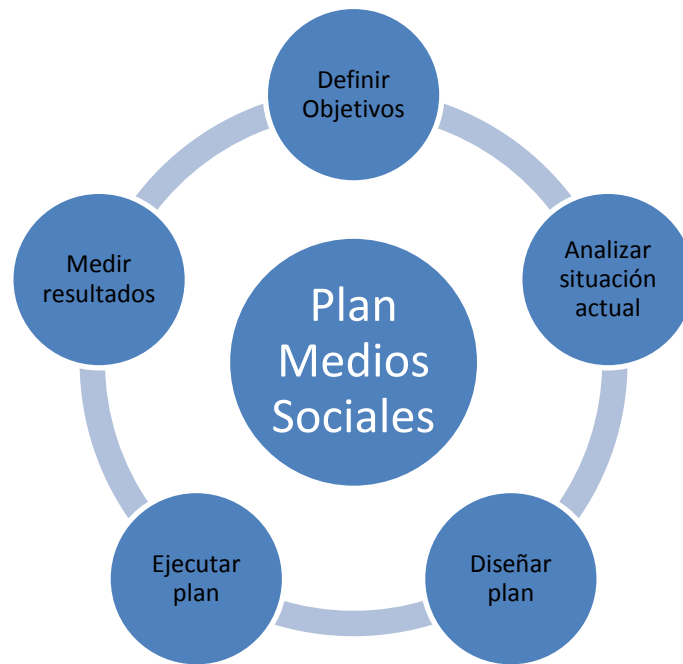 Definir
Objetivos
Analizar
situación
actual
Diseñar
plan
Ejecutar
plan
Medir
resultados
Plan
Medios
Sociales